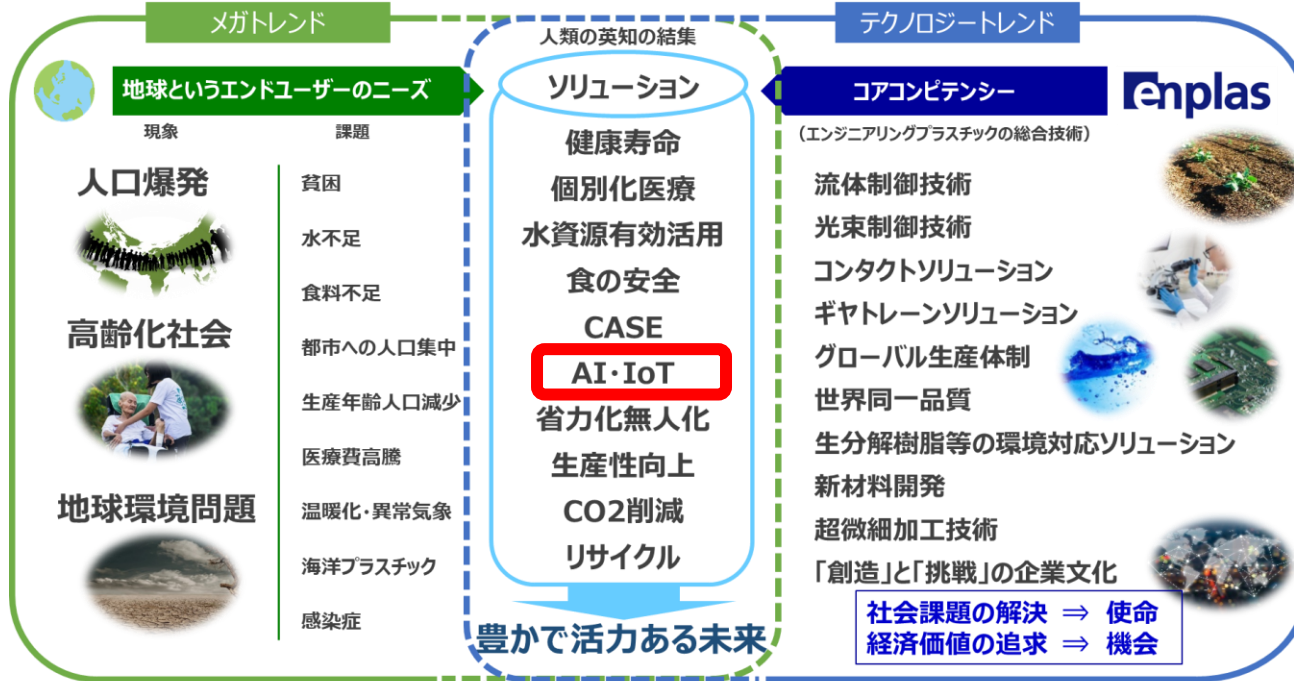 メガトレンド
地球というエンドユーザーのニーズ
現象
課題
人口爆発
高齢化社会
地球環境問題
貧困
水不足
食料不足
都市への人口集中
生産年齢人口減少
医療費高騰
温暖化・異常気象
海洋プラスチック
感染症
人類の英知の結集
ソリューション
健康寿命
個別化医療
水資源有効活用
食の安全
CASE
AI・IoT
省力化無人化
生産性向上
CO2削減
リサイクル
豊かで活力ある未来
テクノロジートレンド
コアコンピテンシー
enplas
（エンジニアリングプラスチックの総合技術）
流体制御技術
光束制御技術
コンタクトソリューション
ギヤトレーンソリューション
グローバル生産体制
世界同一品質
生分解樹脂等の環境対応ソリューション
新材料開発
超微細加工技術
「創造」と「挑戦」の企業文化
社会課題の解決 ⇒ 使命
経済価値の追求 ⇒ 機会